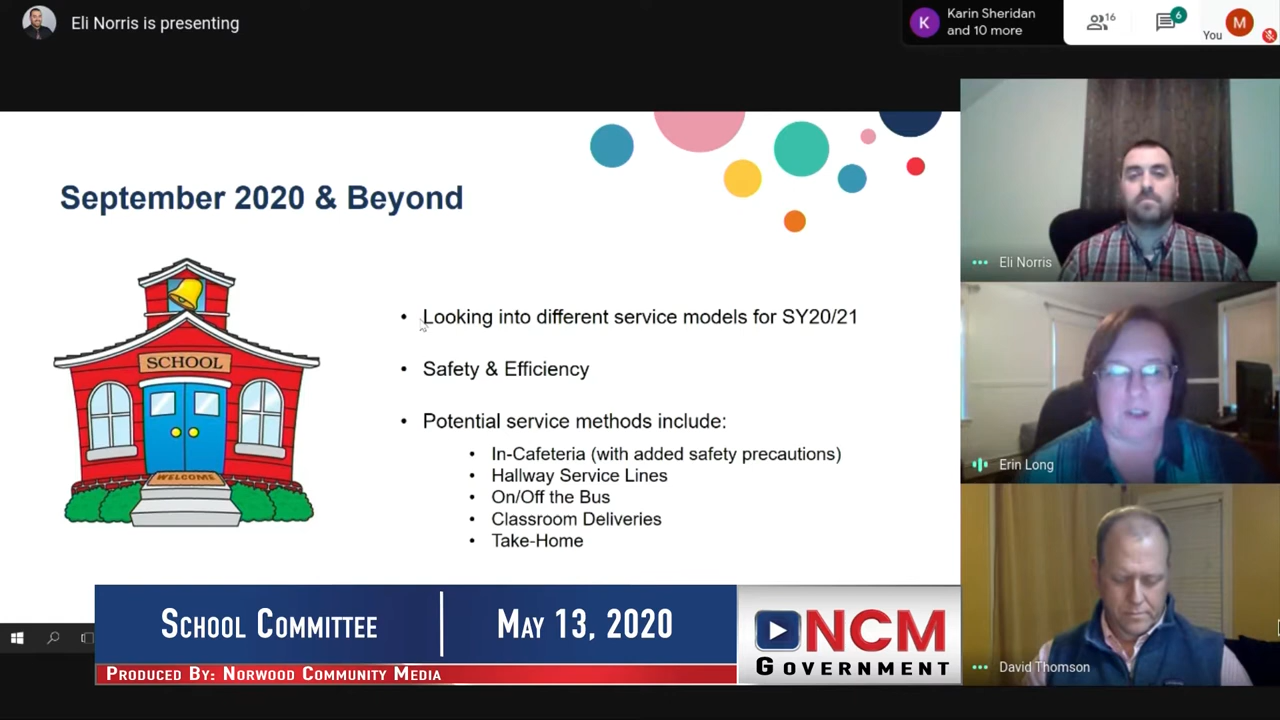 Eli Norris is presenting
Karin Sheridan
and 10 more
K
16
6
You
M
September 2020 & Beyond
SCHOOL
WELCOME
• Looking into different service models for SY20/21
• Safety & Efficiency
• Potential service methods include:
• In-Cafeteria (with added safety precautions)
• Hallway Service Lines
• On/Off the Bus
• Classroom Deliveries
• Take-Home
Eli Norris
Erin Long
David Thomson
SCHOOL COMMITTEE
MAY 13, 2020
PRODUCED BY: NORWOOD COMMUNITY MEDIA
NCM
GOVERNMENT